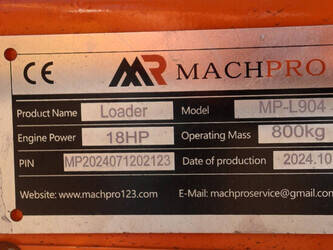 CE MR MACHPRO
Product Name Loader Model MP-L904
Engine Power 18HP Operating Mass 800kg
PIN MP2024071202123 Date of production 2024.10
Website: www.machpro123.com E-Mail: machproservice@gmail.com